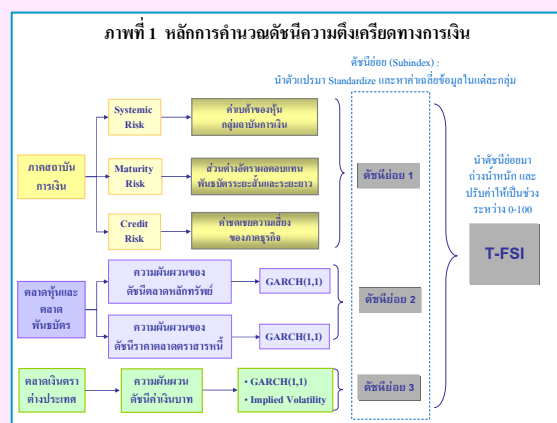 ภาพที่ 1 หลักการคำนวณดัชนีความตึงเครียดทางการเงิน
ดัชนีย่อย (Subindex) :
นำตัวแปรมา Standardize และหาค่าเฉลี่ยข้อมูลในแต่ละกลุ่ม
ภาคสถาบัน
การเงิน
Systemic
Risk
ค่าเบต้าของหุ้น
กลุ่มสถาบันการเงิน
Maturity
Risk
ส่วนต่างอัตราผลตอบแทน
พันธบัตรระยะสั้นและระยะยาว
Credit
Risk
ค่าชดเชยความเสี่ยง
ของภาคธุรกิจ
ดัชนีย่อย 1
นำดัชนีย่อยมา
ถ่วงน้ำหนัก และ
ปรับค่าให้เป็นช่วง
ระหว่าง 0-100
T-FSI
ตลาดหุ้นและ
ตลาด
พันธบัตร
ความผันผวนของ
ดัชนีตลาดหลักทรัพย์
GARCH(1,1)
ความผันผวนของ
ดัชนีราคาตลาดตราสารหนี้
GARCH(1,1)
ดัชนีย่อย 2
ตลาดเงินตรา
ต่างประเทศ
ความผันผวน
ดัชนีค่าเงินบาท
• GARCH(1,1)
• Implied Volatility
ดัชนีย่อย 3